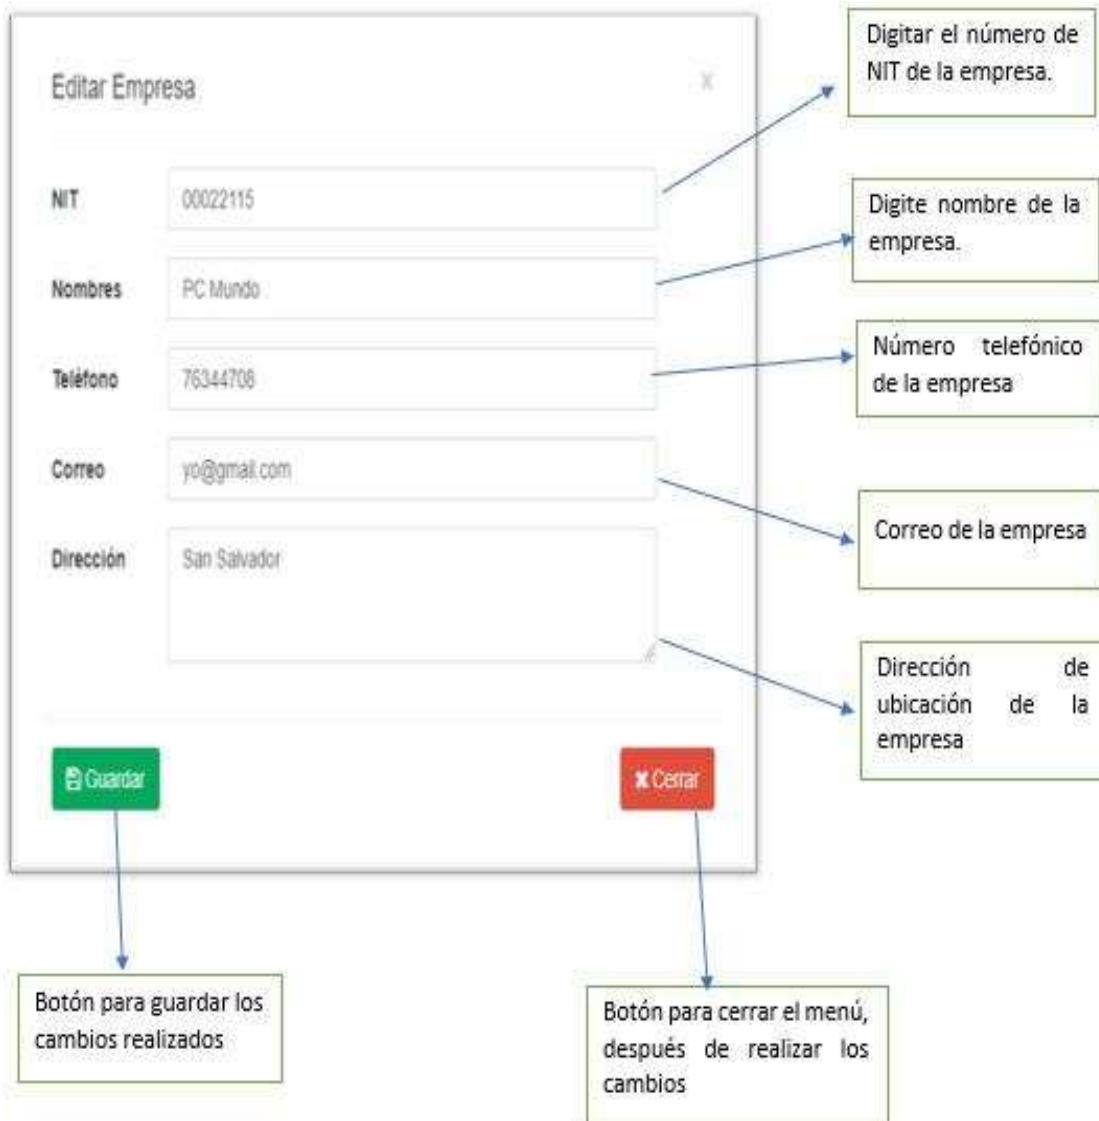 Editar Empresa
x
NIT
00022115
Nombres
PC Mundo
Teléfono
76344708
Correo
yo@gmail.com
Dirección
San Salvador
Guardar
Cerrar
Digitar el número de
NIT de la empresa.
Digite nombre de la
empresa.
Número telefónico
de la empresa
Correo de la empresa
Dirección de
ubicación de la
empresa
Botón para guardar los
cambios realizados
Botón para cerrar el menú,
después de realizar los
cambios